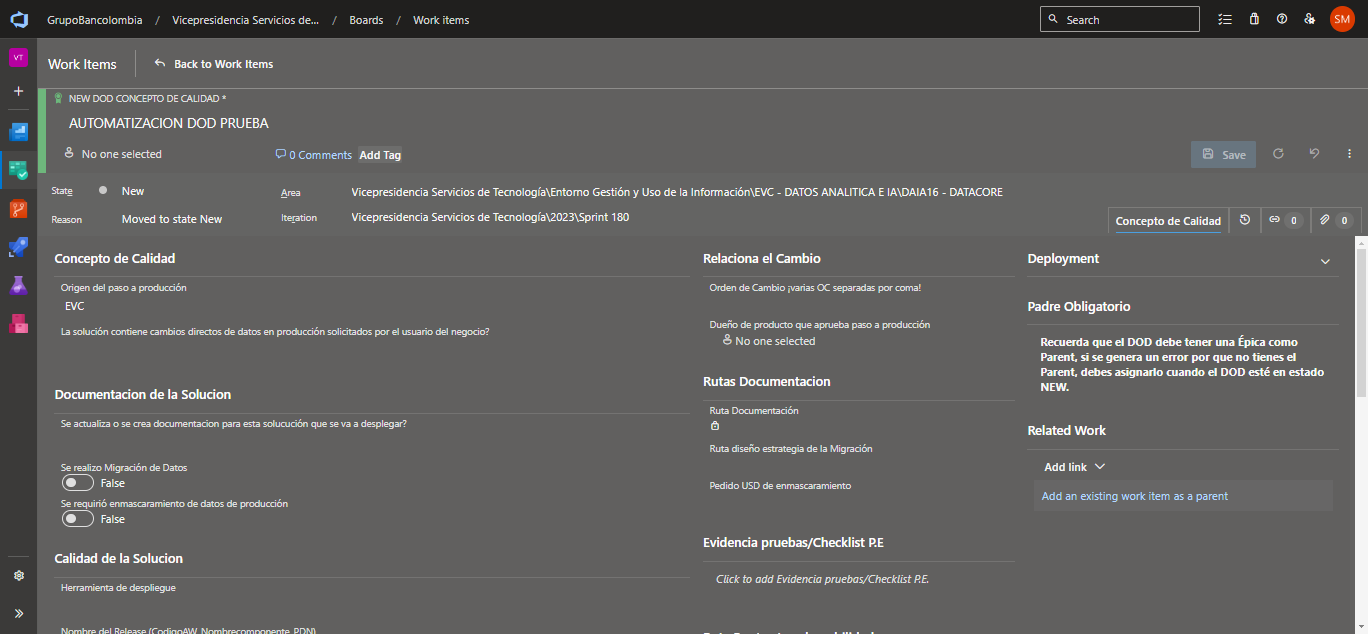 GrupoBancolombia / Vicepresidencia Servicios de... / Boards / Work items
Search
SM
VT
Work Items
Back to Work Items
NEW DOD CONCEPTO DE CALIDAD *
AUTOMATIZACION DOD PRUEBA
No one selected
0 Comments
Add Tag
Save
State
New
Area
Vicepresidencia Servicios de Tecnología\Entorno Gestión y Uso de la Información\EVC - DATOS ANALITICA E IA\DAIA16 - DATACORE
Reason
Moved to state New
Iteration
Vicepresidencia Servicios de Tecnología\2023\Sprint 180
Concepto de Calidad
0
0
Concepto de Calidad
Origen del paso a producción
EVC
La solución contiene cambios directos de datos en producción solicitados por el usuario del negocio?
Documentacion de la Solucion
Se actualiza o se crea documentacion para esta solucución que se va a desplegar?
Se realizo Migración de Datos
False
Se requirió enmascaramiento de datos de producción
False
Calidad de la Solucion
Herramienta de despliegue
Nombre del Release (CodigoAW_Nombrecomponente_PDN)
Relaciona el Cambio
Orden de Cambio ¡varias OC separadas por coma!
Dueño de producto que aprueba paso a producción
No one selected
Rutas Documentacion
Ruta Documentación
Ruta diseño estrategia de la Migración
Pedido USD de enmascaramiento
Evidencia pruebas/Checklist P.E
Click to add Evidencia pruebas/Checklist P.E.
Deployment
Padre Obligatorio
Recuerda que el DOD debe tener una Épica como
Parent, si se genera un error por que no tienes el
Parent, debes asignarlo cuando el DOD esté en estado
NEW.
Related Work
Add link
Add an existing work item as a parent